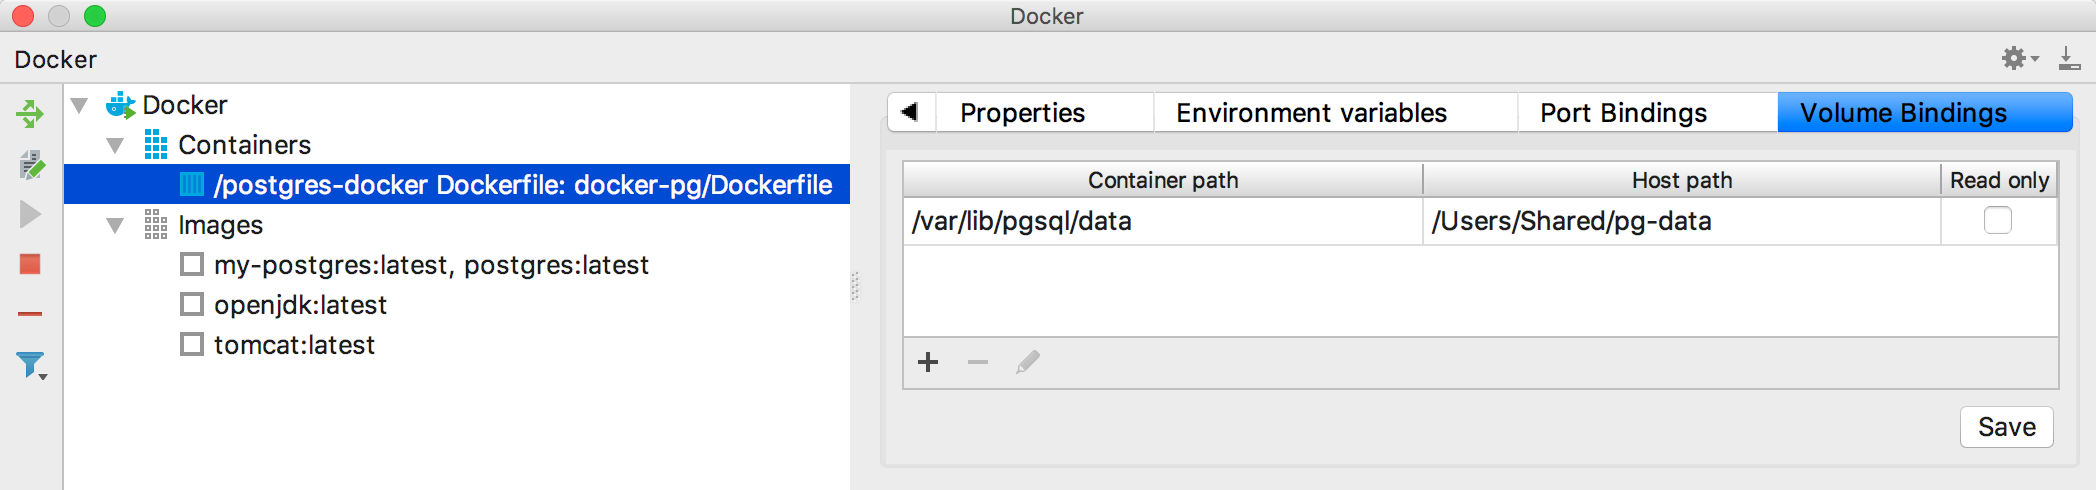 Docker
Docker
Docker
Containers
/postgres-docker Dockerfile: docker-pg/Dockerfile
Images
my-postgres:latest, postgres:latest
openjdk:latest
tomcat:latest
Properties Environment variables Port Bindings Volume Bindings
Container path Host path Read only
/var/lib/pgsql/data /Users/Shared/pg-data
Save